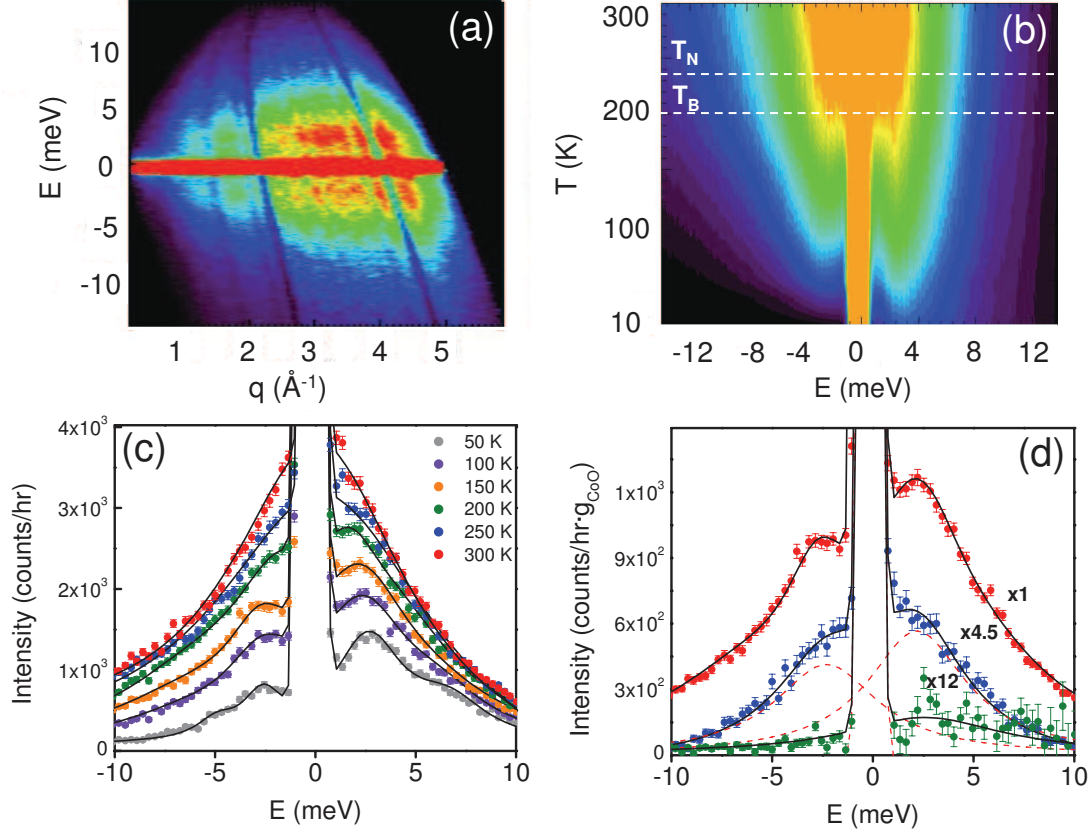 (a)
E (meV)
10
5
0
-5
-10
1 2 3 4 5
q (Å⁻¹)
(b)
T (K)
300
200
100
10
T_N
T_B
-12 -8 -4 0 4 8 12
E (meV)
(c)
Intensity (counts/hr)
4x10³
3x10³
2x10³
1x10³
0
50 K
100 K
150 K
200 K
250 K
300 K
-10 -5 0 5 10
E (meV)
(d)
Intensity (counts/hr·g_CoO)
1x10³
9x10²
6x10²
3x10²
0
x1
x4.5
x12
-10 -5 0 5 10
E (meV)